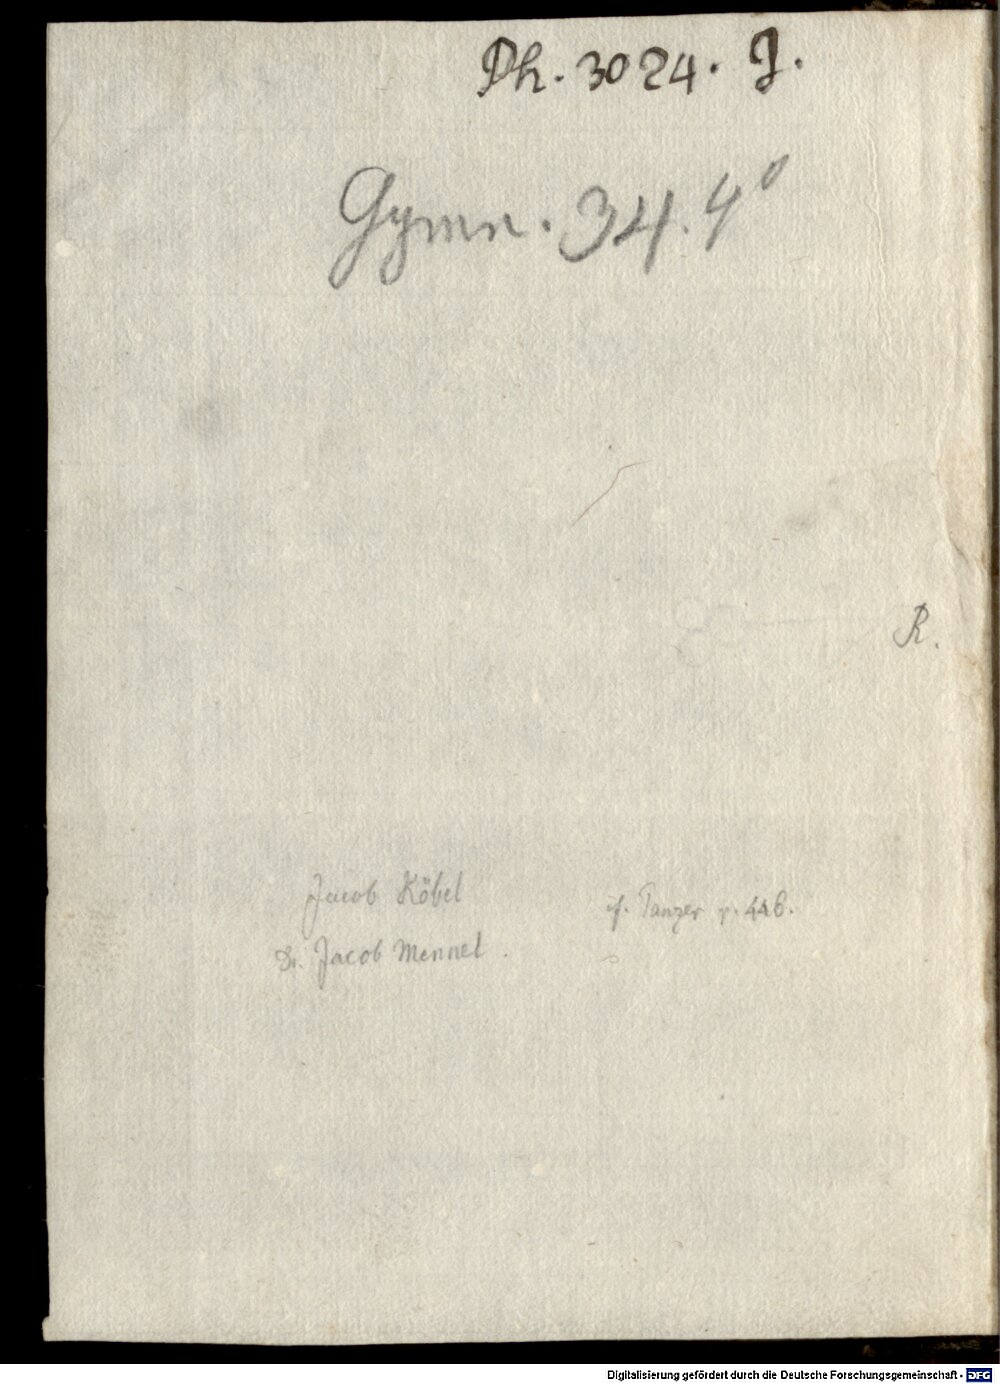 Ph. 3024. J.
Gymn. 34. 4°
R.
Jacob Köbel
cf. Panzer p. 446.
Dr. Jacob Mennel.
Digitalisierung gefördert durch die Deutsche Forschungsgemeinschaft - DFG